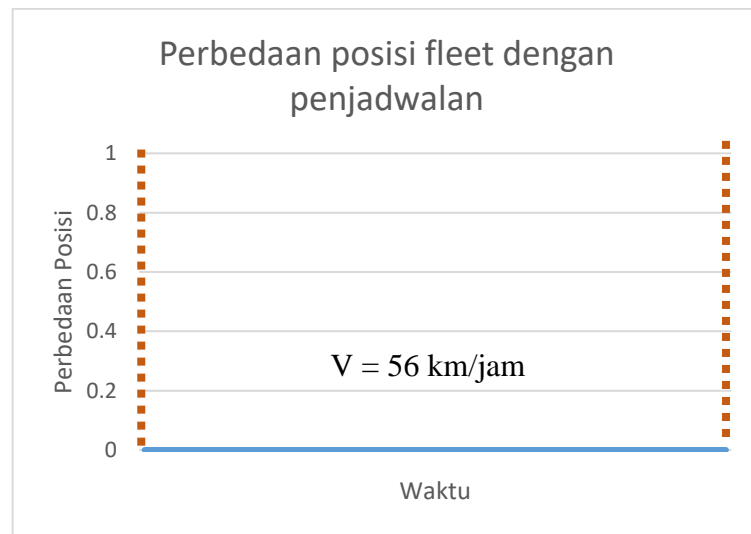 Perbedaan posisi fleet dengan
penjadwalan
1
0.8
0.6
0.4
0.2
0
Perbedaan Posisi
V = 56 km/jam
Waktu